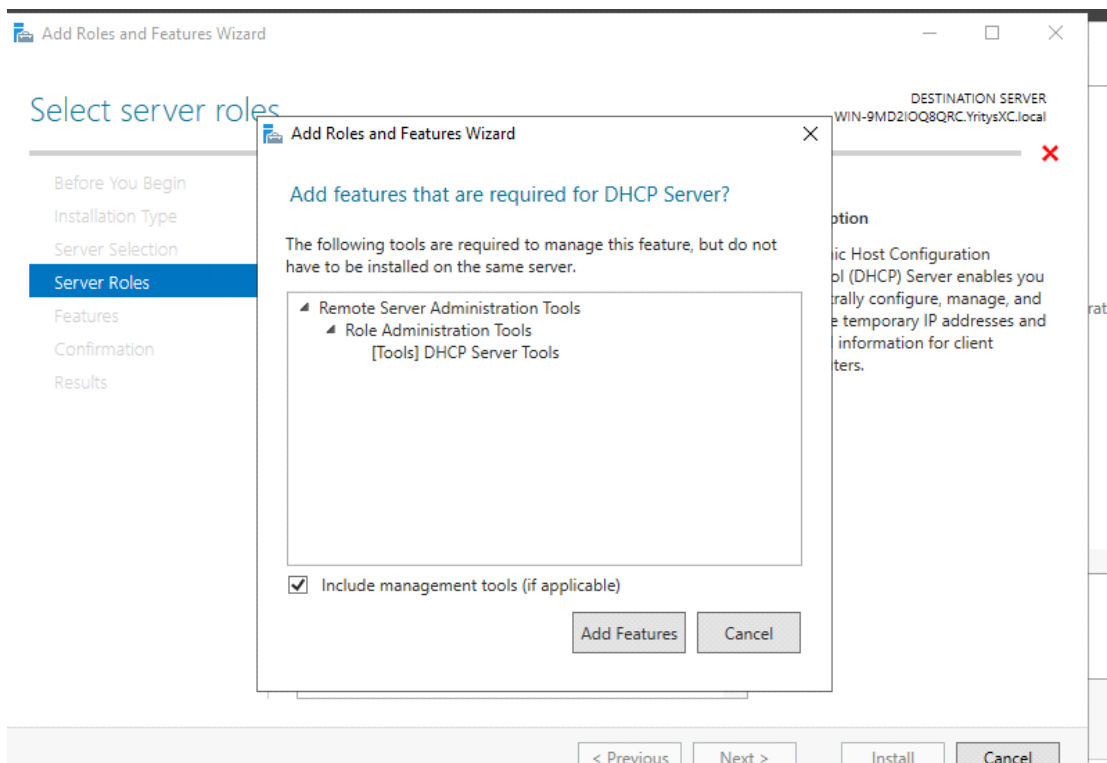 Add Roles and Features Wizard
Select server roles
DESTINATION SERVER
WIN-9MD2IOQ8QRC.YritysXC.local
Before You Begin
Installation Type
Server Selection
Server Roles
Features
Confirmation
Results
Add Roles and Features Wizard
Add features that are required for DHCP Server?
The following tools are required to manage this feature, but do not
have to be installed on the same server.
Remote Server Administration Tools
Role Administration Tools
[Tools] DHCP Server Tools
Include management tools (if applicable)
Add Features
Cancel
ption
ic Host Configuration
ol (DHCP) Server enables you
trally configure, manage, and
e temporary IP addresses and
information for client
ters.
rat
< Previous
Next >
Install
Cancel